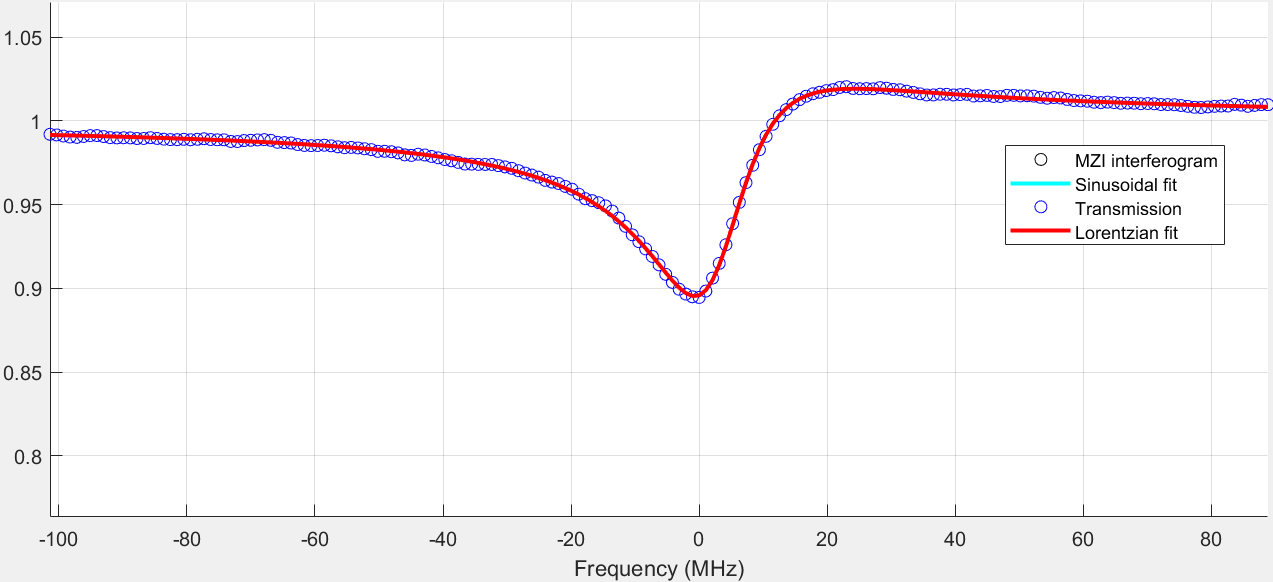 1.05
1
0.95
0.9
0.85
0.8
MZI interferogram
Sinusoidal fit
Transmission
Lorentzian fit
-100 -80 -60 -40 -20 0 20 40 60 80
Frequency (MHz)